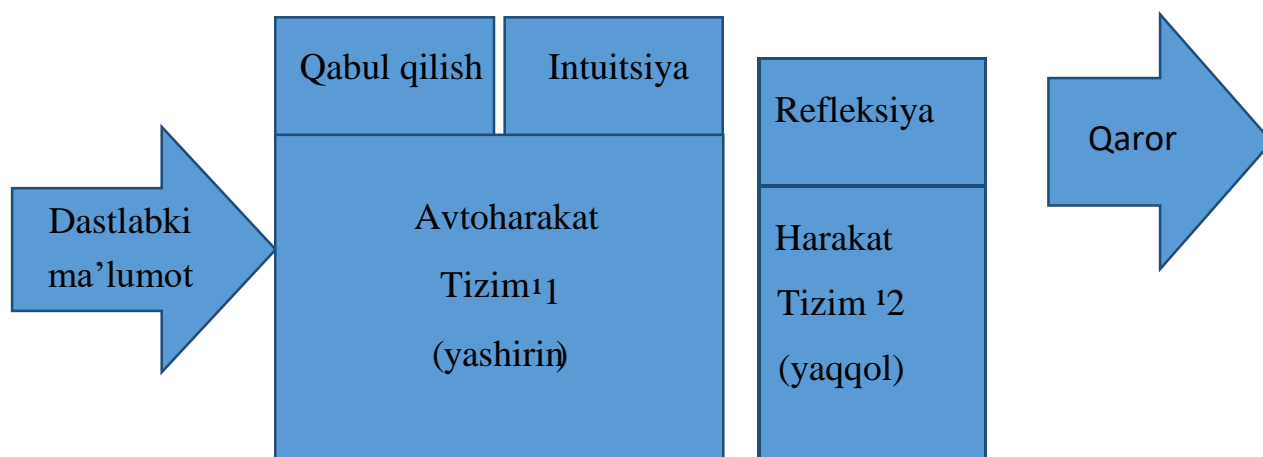 Dastlabki
ma’lumot
Qabul qilish
Intuitsiya
Avtoharakat
Tizim¹1
(yashirin)
Refleksiya
Harakat
Tizim ¹2
(yaqqol)
Qaror